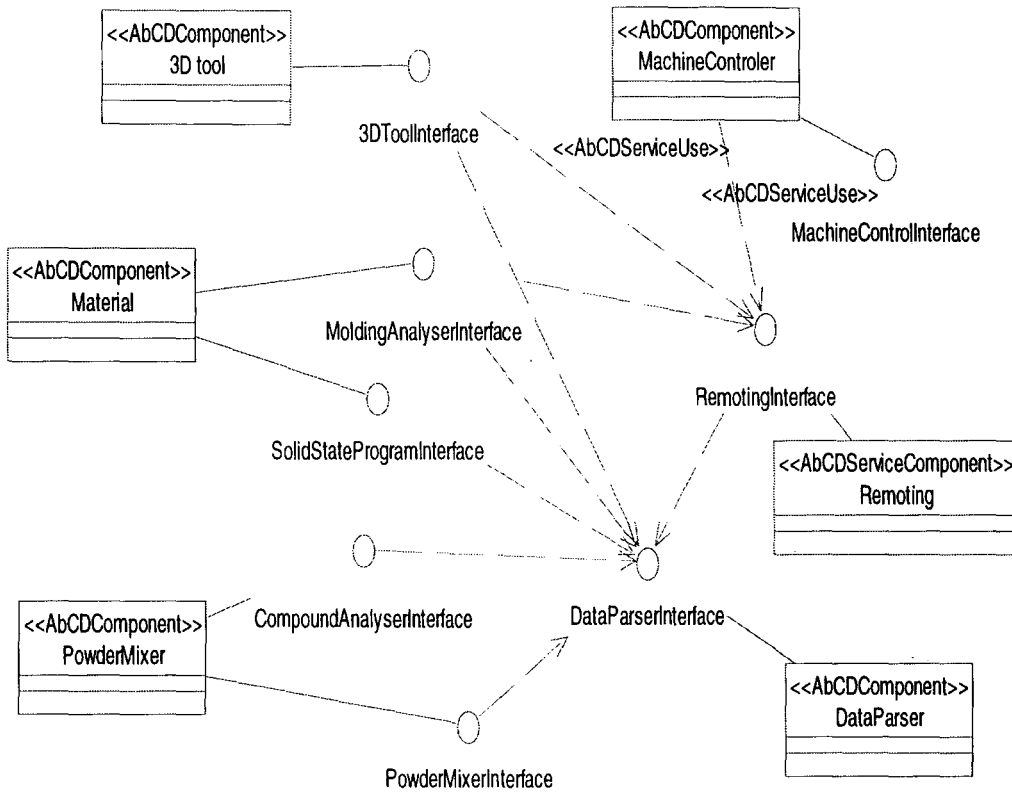 <<AbCDComponent>>
3D tool
<<AbCDComponent>>
MachineControler
3DToolInterface
<<AbCDServiceUse>>
<<AbCDServiceUse>>
MachineControlInterface
<<AbCDComponent>>
Material
MoldingAnalyserInterface
RemotingInterface
SolidStateProgramInterface
<<AbCDServiceComponent>>
Remoting
<<AbCDComponent>>
PowderMixer
CompoundAnalyserInterface
DataParserInterface
<<AbCDComponent>>
DataParser
PowderMixerInterface